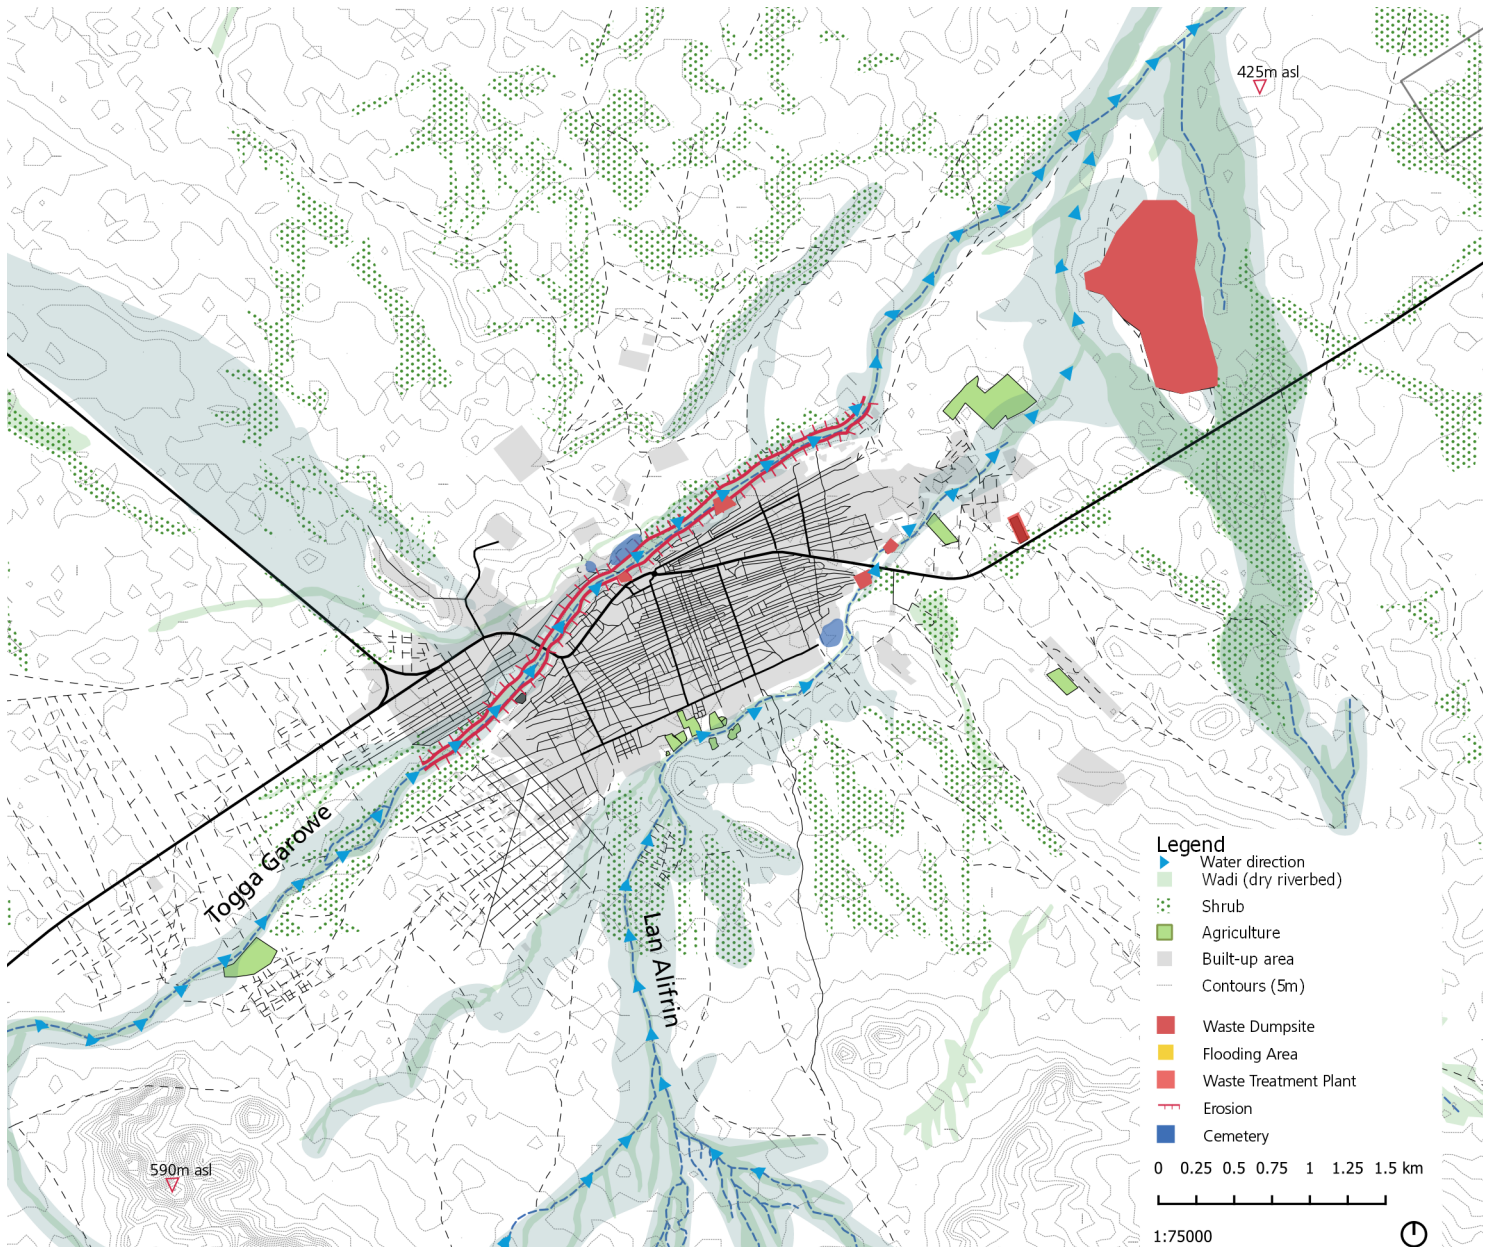 425m asl
Togga Garowe
Lan Alifrin
590m asl
Legend
Water direction
Wadi (dry riverbed)
Shrub
Agriculture
Built-up area
Contours (5m)
Waste Dumpsite
Flooding Area
Waste Treatment Plant
Erosion
Cemetery
0 0.25 0.5 0.75 1 1.25 1.5 km
1:75000